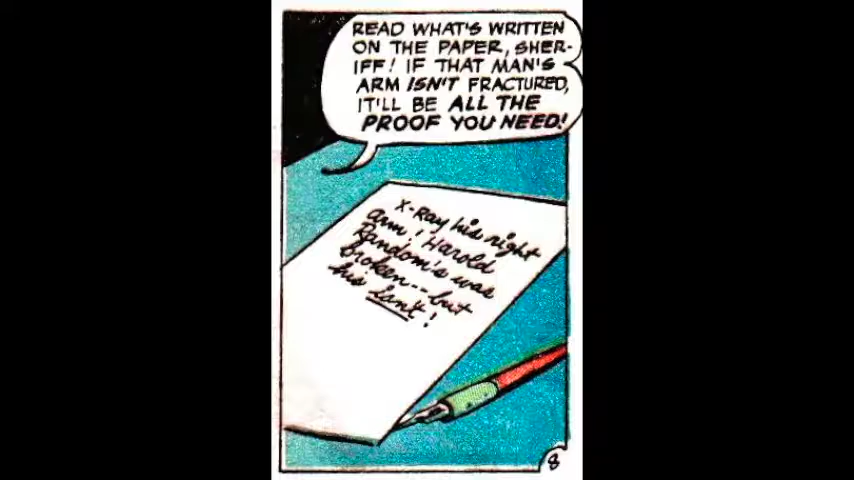 READ WHAT'S WRITTEN
ON THE PAPER, SHER-
IFF! IF THAT MAN'S
ARM ISN'T FRACTURED,
IT'LL BE ALL THE
PROOF YOU NEED!
X-Ray his right
arm! Harold
Random's was
broken-- but
his isn't!
8